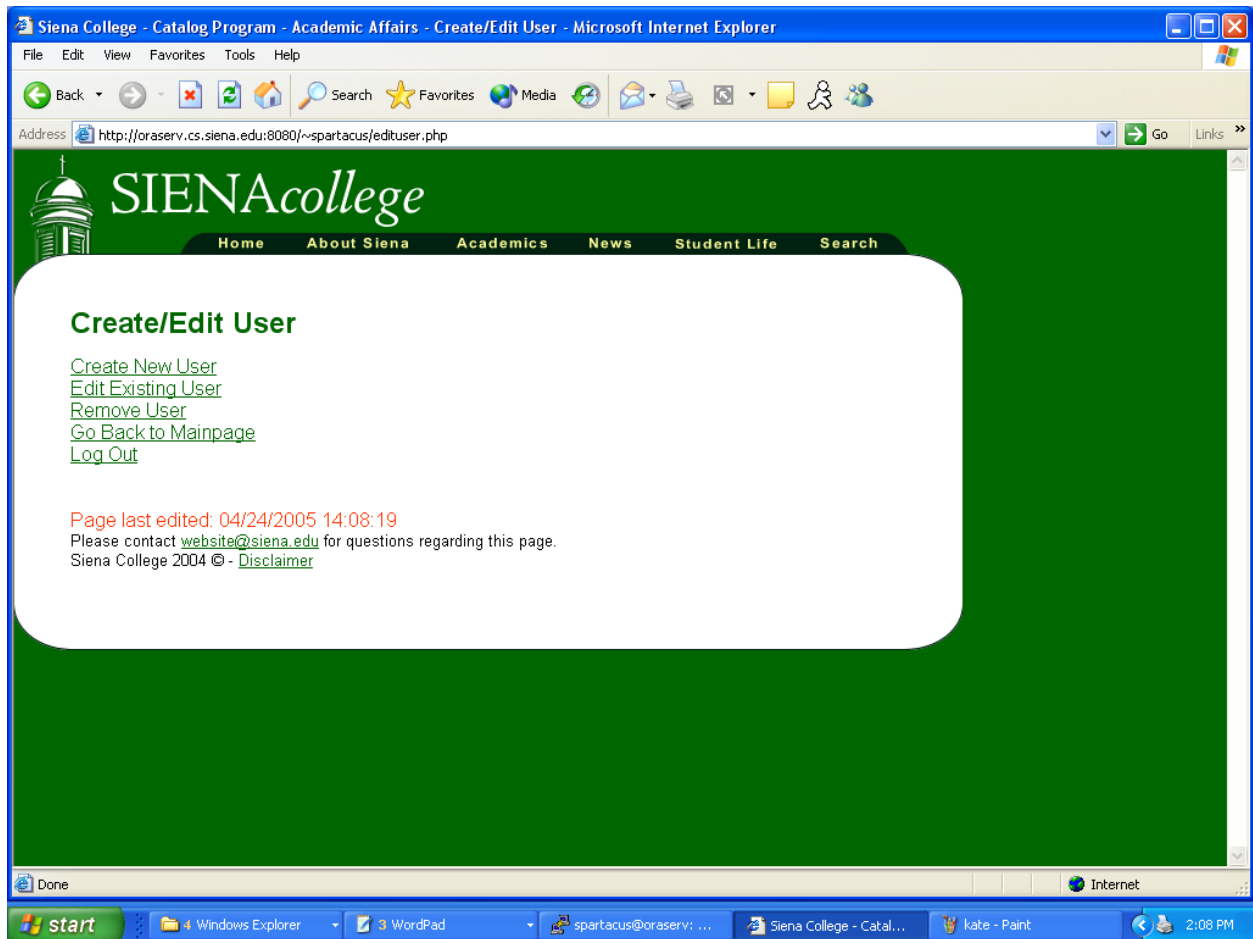 Siena College - Catalog Program - Academic Affairs - Create/Edit User - Microsoft Internet Explorer
File Edit View Favorites Tools Help
Back Search Favorites Media
Address http://oraserv.cs.siena.edu:8080/~spartacus/edituser.php Go Links »
SIENAcollege
Home About Siena Academics News Student Life Search
Create/Edit User
Create New User
Edit Existing User
Remove User
Go Back to Mainpage
Log Out
Page last edited: 04/24/2005 14:08:19
Please contact website@siena.edu for questions regarding this page.
Siena College 2004 © - Disclaimer
Done Internet
start 4 Windows Explorer 3 WordPad spartacus@oraserv: ... Siena College - Catal... kate - Paint 2:08 PM